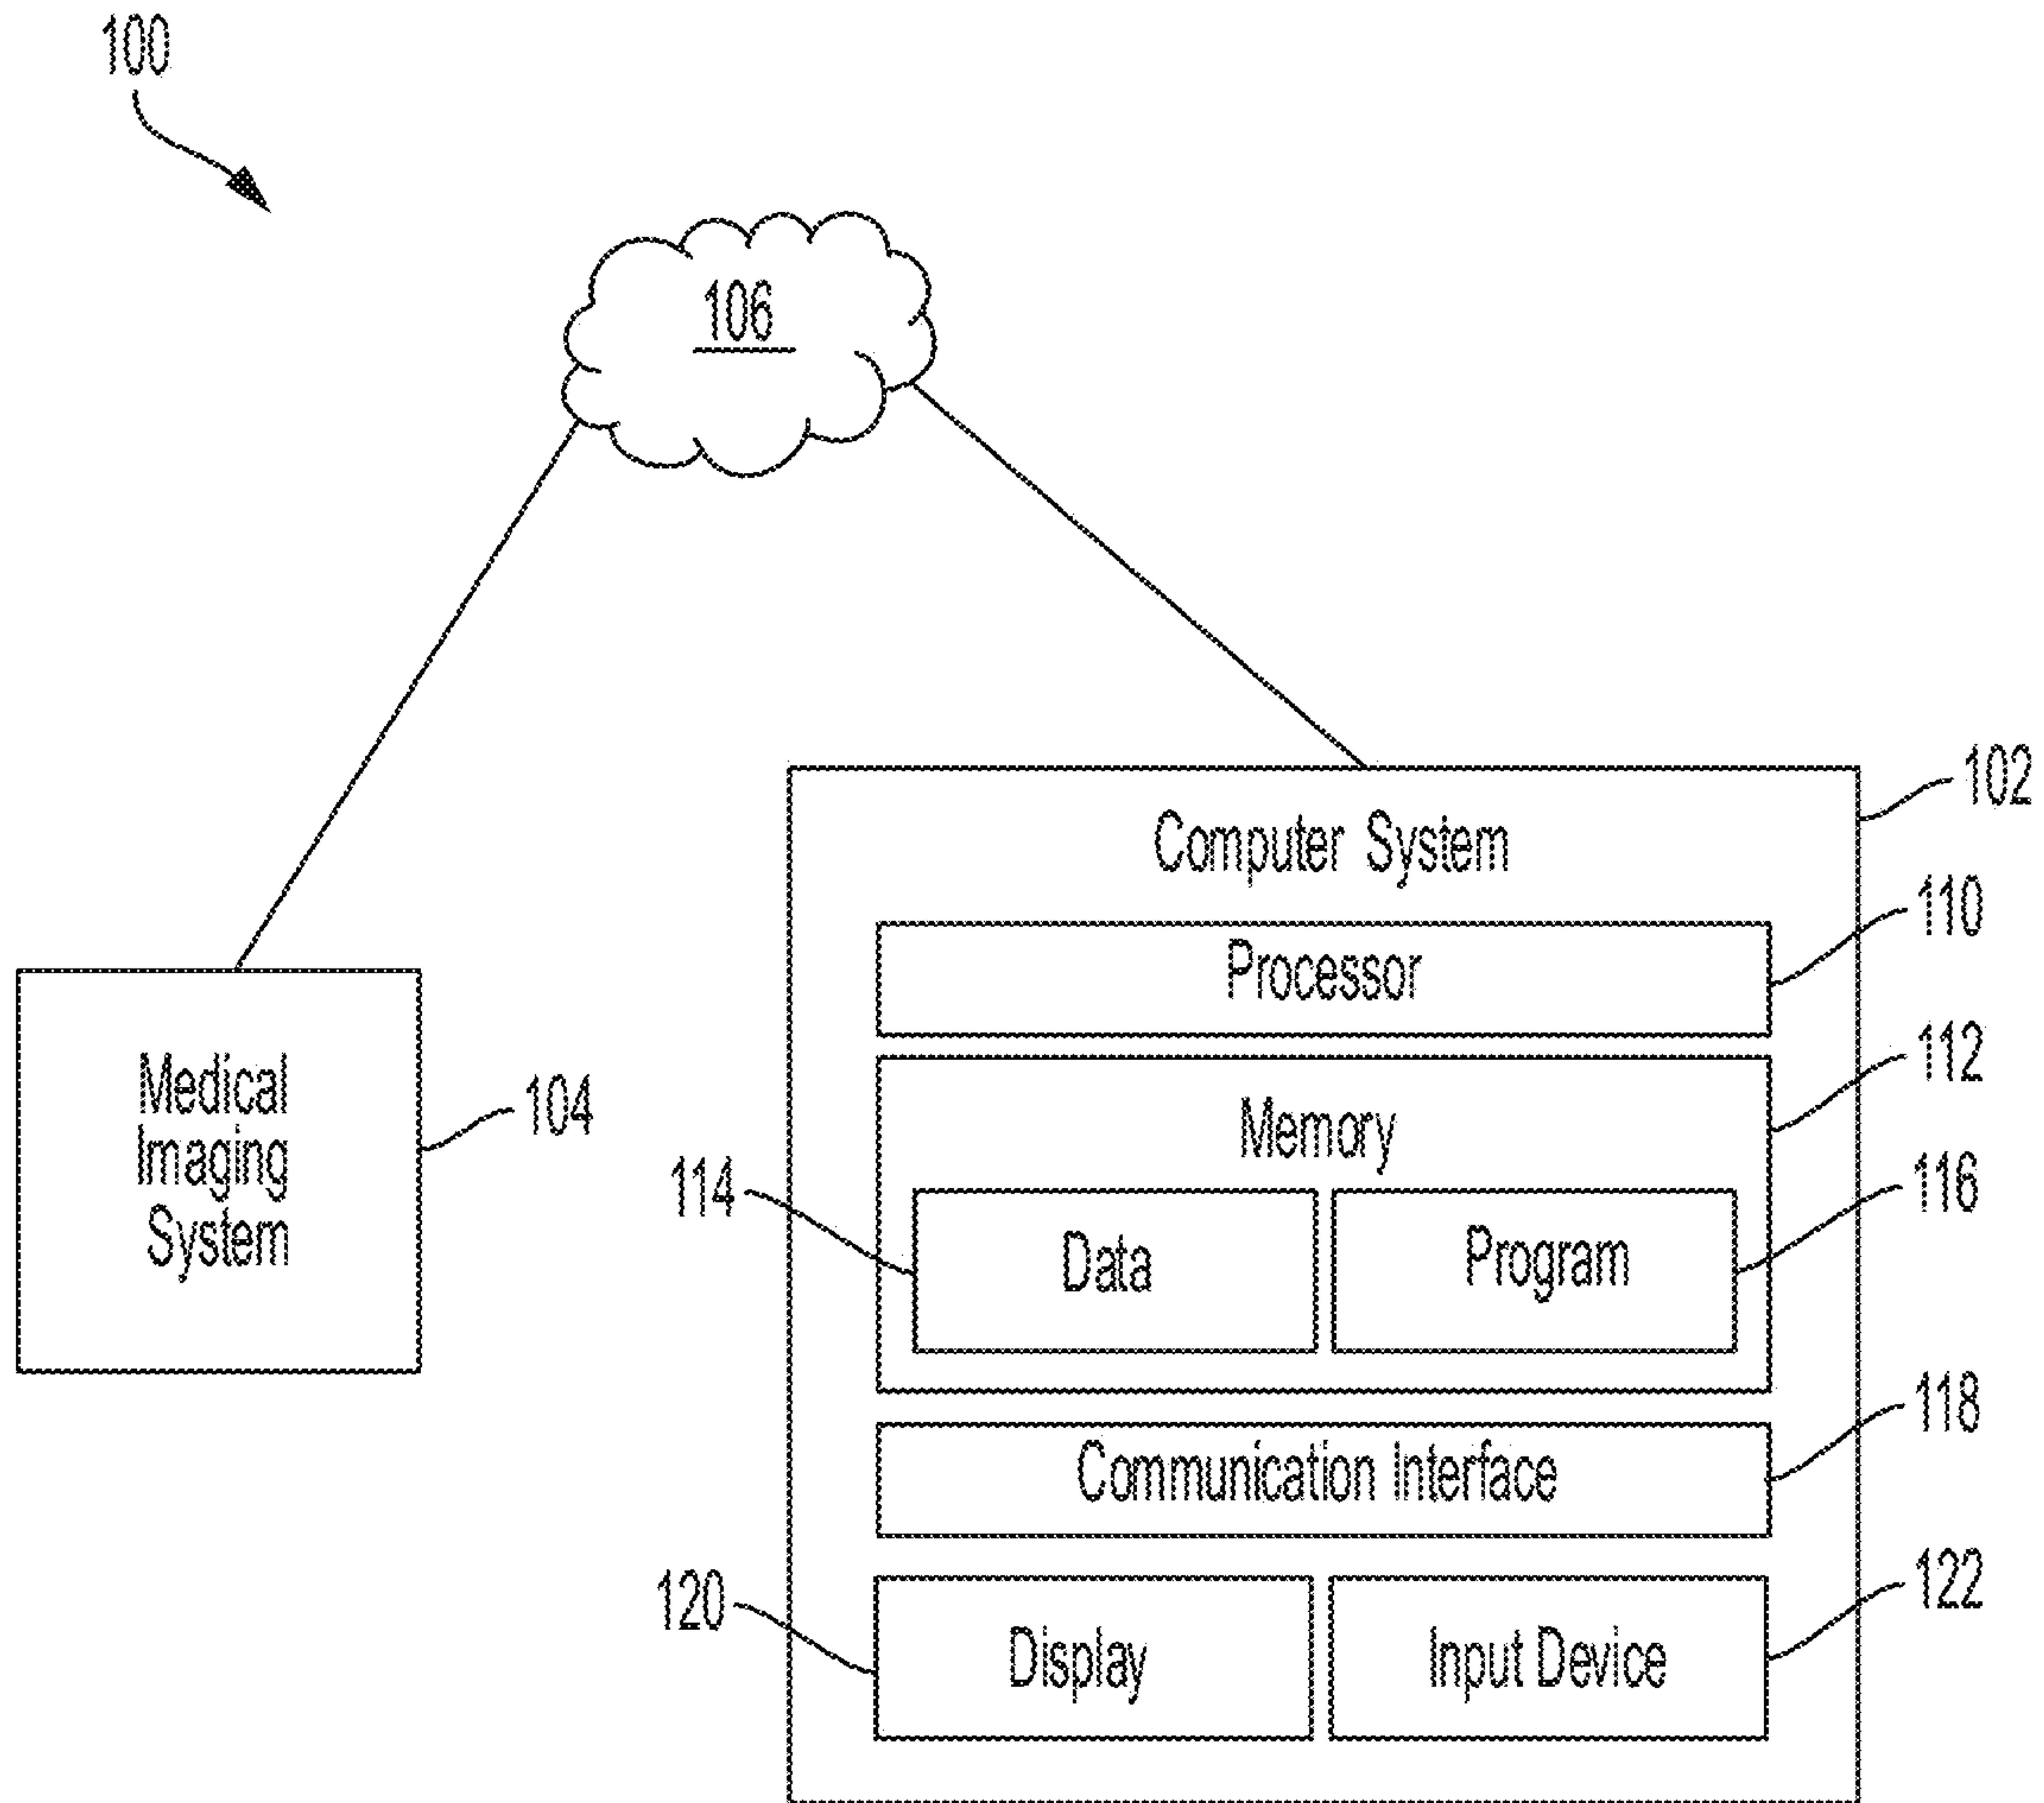 100
106
102
Computer System
110
Processor
112
Medical
Imaging
System
104
Memory
114
116
Data
Program
118
Communication Interface
120
122
Display
Input Device